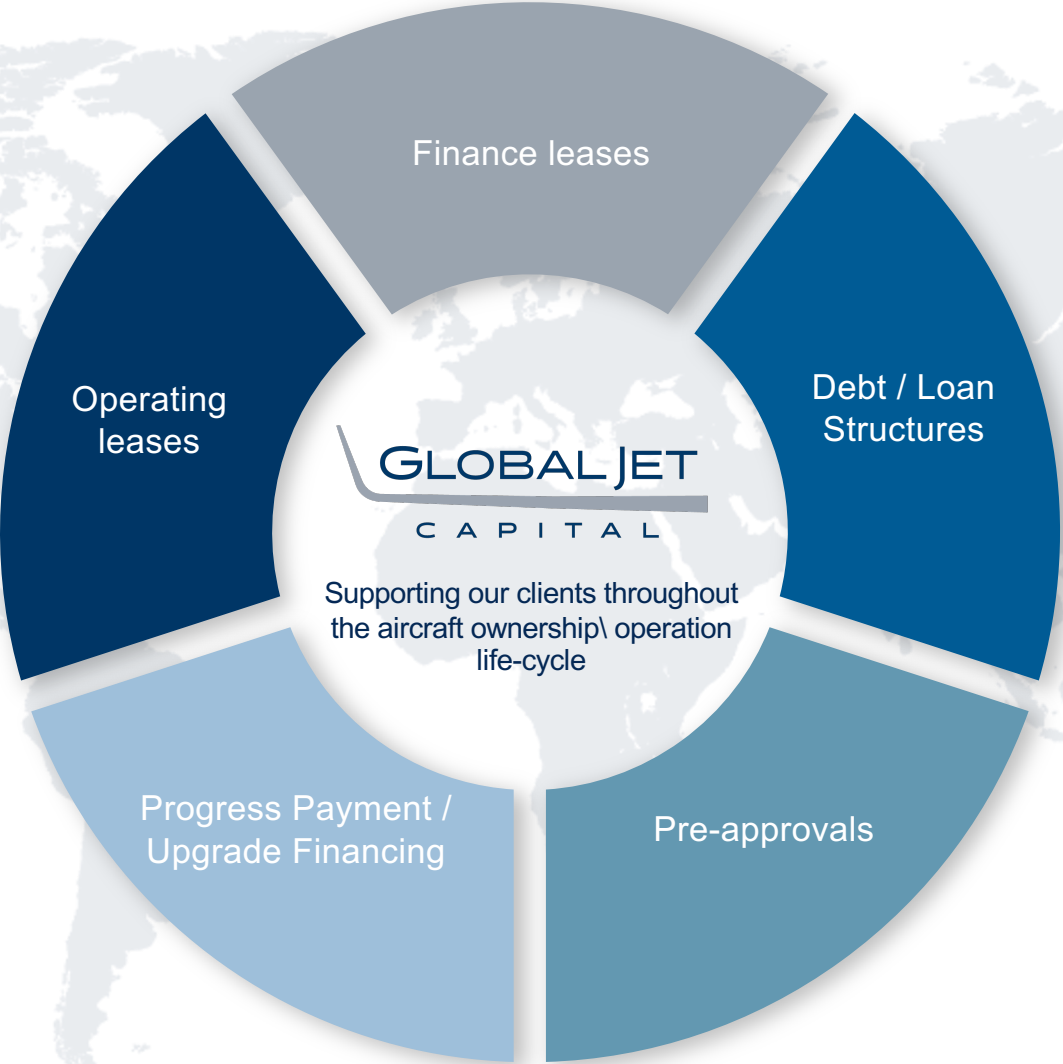 Finance leases
Operating
leases
Debt / Loan
Structures
GLOBAL JET
CAPITAL
Supporting our clients throughout
the aircraft ownership\ operation
life-cycle
Progress Payment /
Upgrade Financing
Pre-approvals